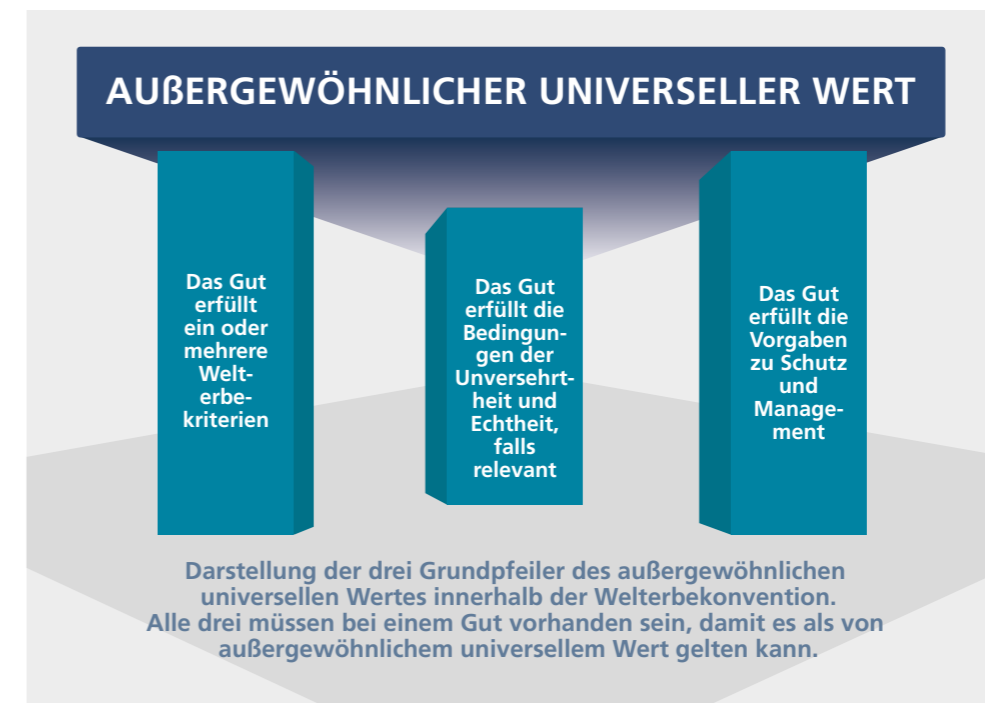 AUßERGEWÖHNLICHER UNIVERSELLER WERT
Das Gut
erfüllt
ein oder
mehrere
Welt-
erbe-
kriterien
Das Gut
erfüllt die
Bedingun-
gen der
Unversehrt-
heit und
Echtheit,
falls
relevant
Das Gut
erfüllt die
Vorgaben
zu Schutz
und
Manage-
ment
Darstellung der drei Grundpfeiler des außergewöhnlichen
universellen Wertes innerhalb der Welterbekonvention.
Alle drei müssen bei einem Gut vorhanden sein, damit es als von
außergewöhnlichem universellem Wert gelten kann.